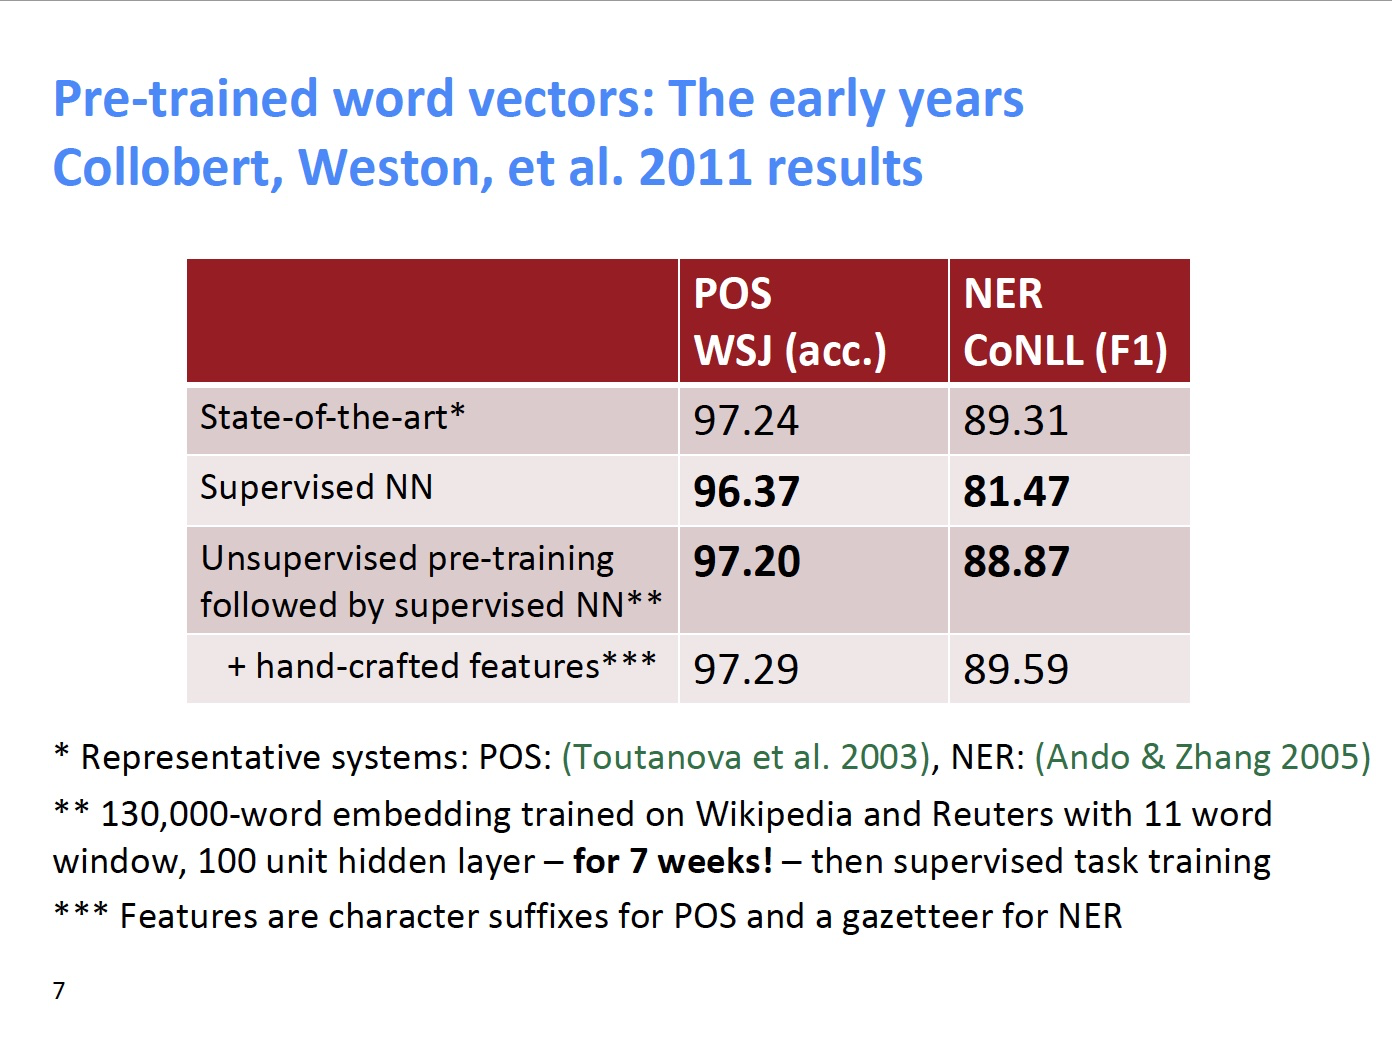 Pre-trained word vectors: The early years
Collobert, Weston, et al. 2011 results
POS
WSJ (acc.)
NER
CoNLL (F1)
State-of-the-art* 97.24 89.31
Supervised NN 96.37 81.47
Unsupervised pre-training
followed by supervised NN** 97.20 88.87
+ hand-crafted features*** 97.29 89.59
* Representative systems: POS: (Toutanova et al. 2003), NER: (Ando & Zhang 2005)
** 130,000-word embedding trained on Wikipedia and Reuters with 11 word
window, 100 unit hidden layer – for 7 weeks! – then supervised task training
*** Features are character suffixes for POS and a gazetteer for NER
7